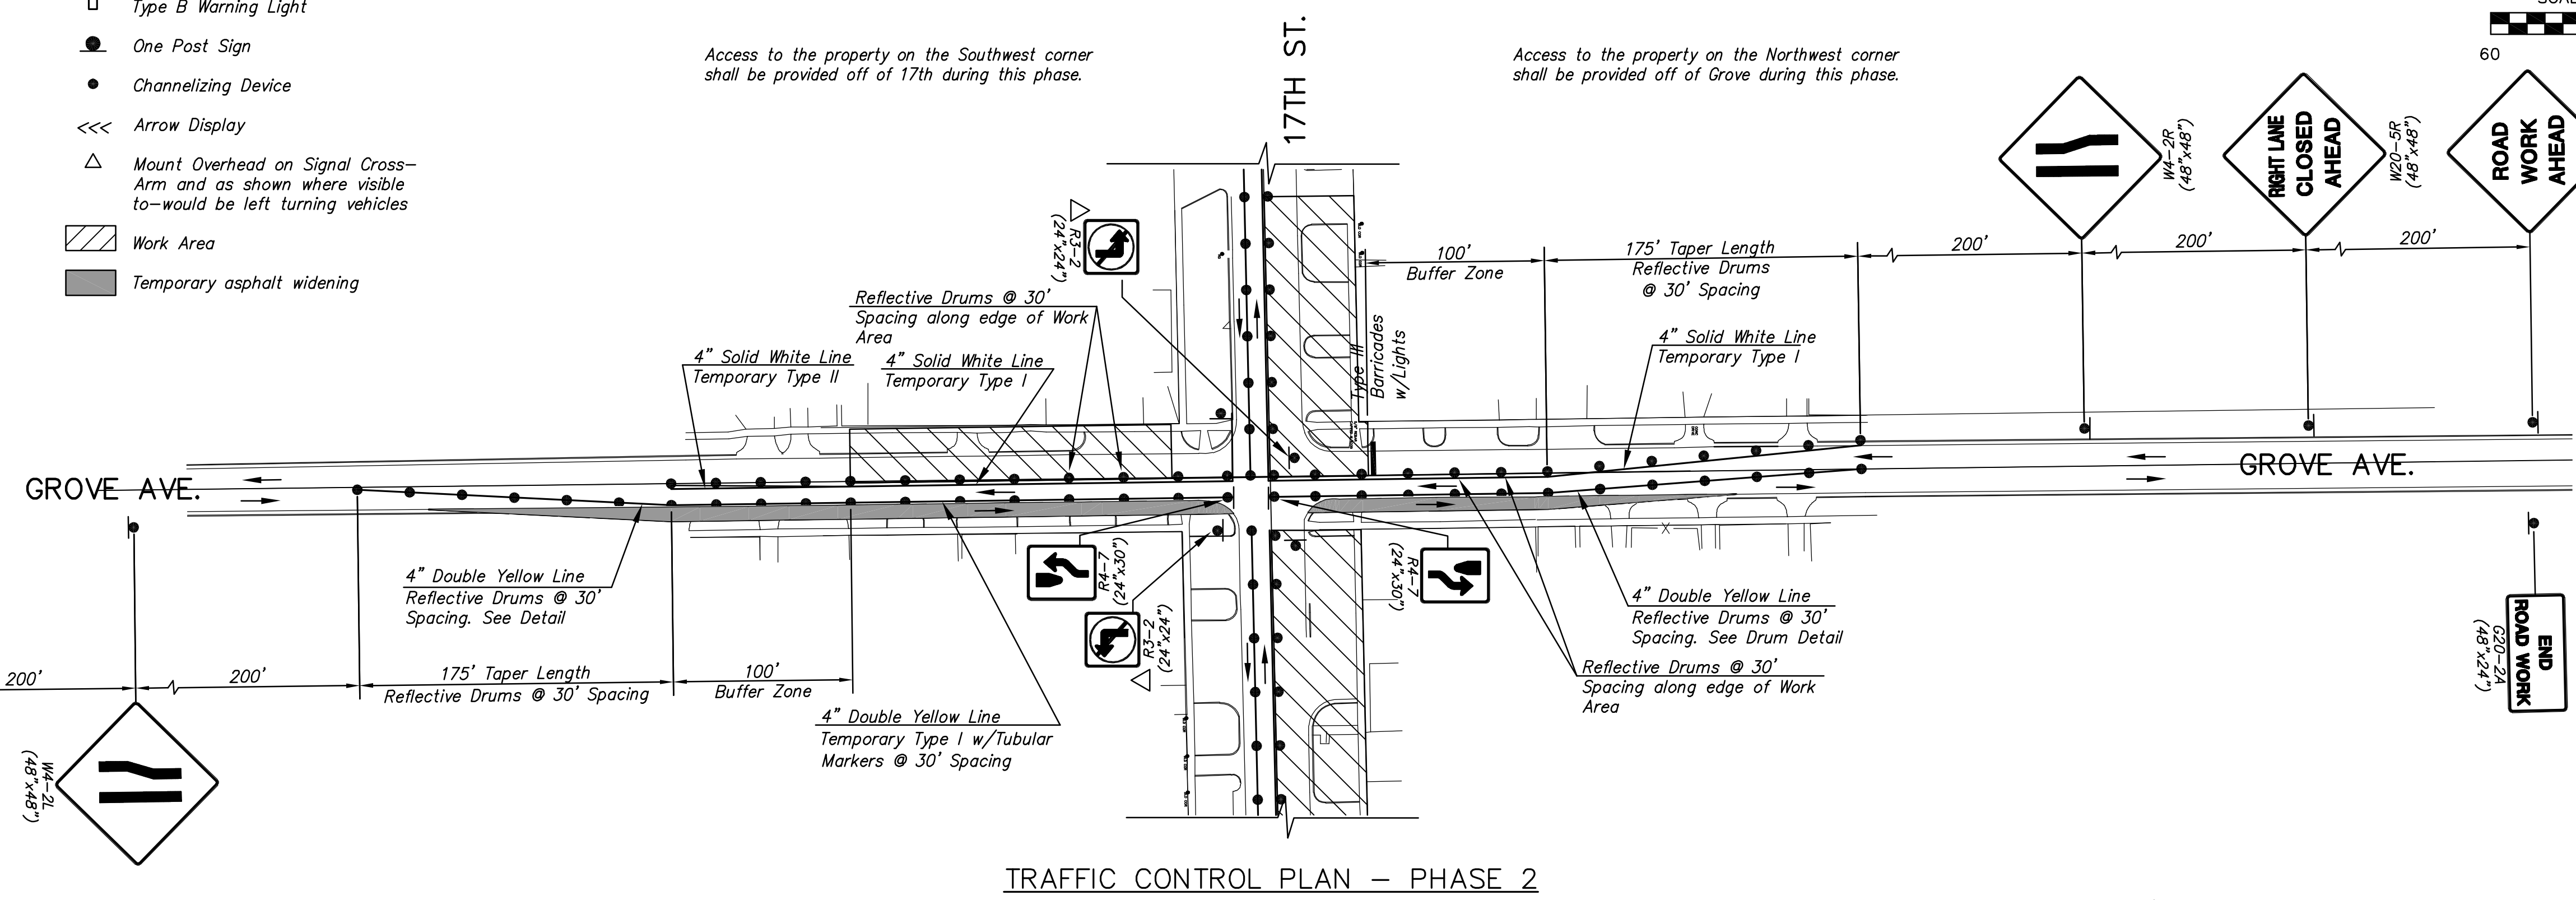 Type B Warning Light
One Post Sign
Channelizing Device
<<< Arrow Display
Mount Overhead on Signal Cross-
Arm and as shown where visible
to-would be left turning vehicles
Work Area
Temporary asphalt widening
Access to the property on the Southwest corner
shall be provided off of 17th during this phase.
17TH ST.
Access to the property on the Northwest corner
shall be provided off of Grove during this phase.
60
W4-2R
(48"x48")
RIGHT LANE
CLOSED
AHEAD
W20-5R
(48"x48")
ROAD
WORK
AHEAD
R3-2
(24"x24")
100'
Buffer Zone
175' Taper Length
Reflective Drums
@ 30' Spacing
200'
200'
200'
Reflective Drums @ 30'
Spacing along edge of Work
Area
4" Solid White Line
Temporary Type II
4" Solid White Line
Temporary Type I
Type III
Barricades
w/Lights
4" Solid White Line
Temporary Type I
GROVE AVE.
GROVE AVE.
4" Double Yellow Line
Reflective Drums @ 30'
Spacing. See Detail
R4-7
(24"x30")
R3-2
(24"x24")
R4-7
(24"x30")
4" Double Yellow Line
Reflective Drums @ 30'
Spacing. See Drum Detail
Reflective Drums @ 30'
Spacing along edge of Work
Area
END
ROAD WORK
G20-2A
(48"x24")
200'
200'
175' Taper Length
Reflective Drums @ 30' Spacing
100'
Buffer Zone
4" Double Yellow Line
Temporary Type I w/Tubular
Markers @ 30' Spacing
W4-2L
(48"x48")
TRAFFIC CONTROL PLAN - PHASE 2